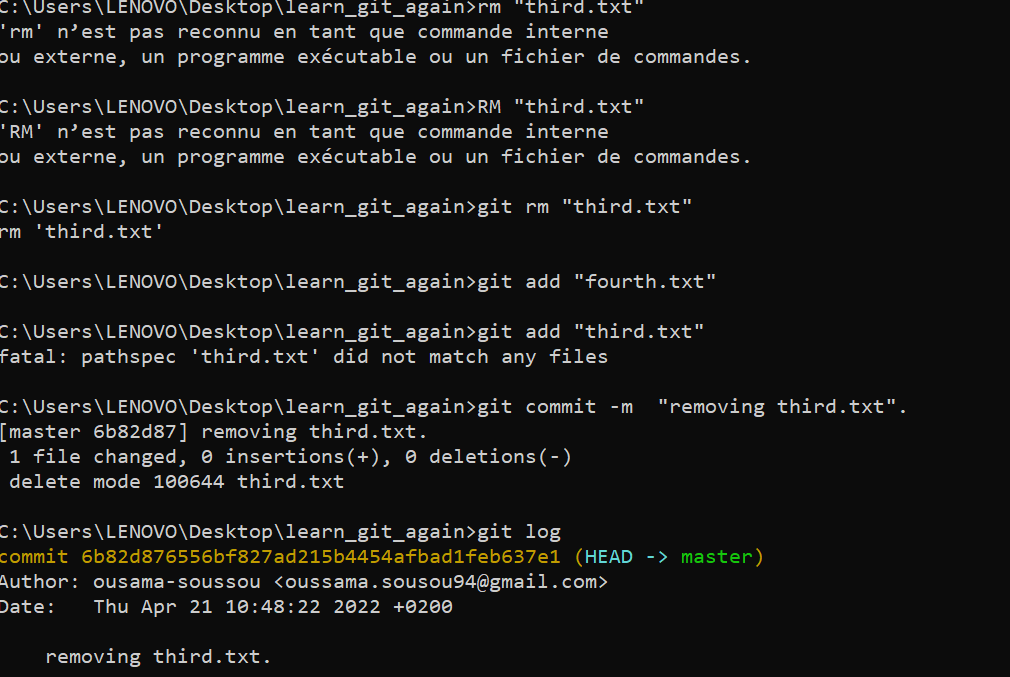 C:\Users\LENOVO\Desktop\learn_git_again>rm "third.txt"
'rm' n’est pas reconnu en tant que commande interne
ou externe, un programme exécutable ou un fichier de commandes.
C:\Users\LENOVO\Desktop\learn_git_again>RM "third.txt"
'RM' n’est pas reconnu en tant que commande interne
ou externe, un programme exécutable ou un fichier de commandes.
C:\Users\LENOVO\Desktop\learn_git_again>git rm "third.txt"
rm 'third.txt'
C:\Users\LENOVO\Desktop\learn_git_again>git add "fourth.txt"
C:\Users\LENOVO\Desktop\learn_git_again>git add "third.txt"
fatal: pathspec 'third.txt' did not match any files
C:\Users\LENOVO\Desktop\learn_git_again>git commit -m  "removing third.txt".
[master 6b82d87] removing third.txt.
 1 file changed, 0 insertions(+), 0 deletions(-)
 delete mode 100644 third.txt
C:\Users\LENOVO\Desktop\learn_git_again>git log
commit 6b82d876556bf827ad215b4454afbad1feb637e1 (HEAD -> master)
Author: ousama-soussou <oussama.sousou94@gmail.com>
Date:   Thu Apr 21 10:48:22 2022 +0200
    removing third.txt.